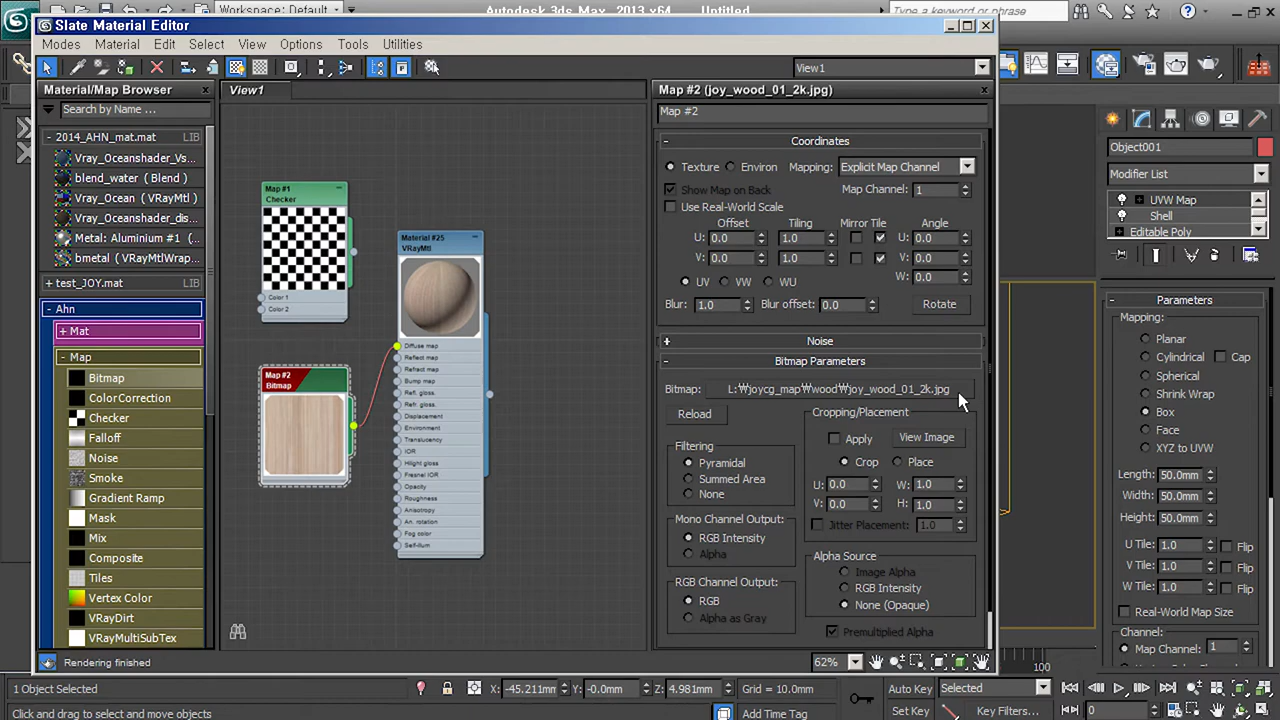 Workspace: Default
Autodesk 3ds Max 2013 x64
Untitled
Type a keyword or phrase
Slate Material Editor
Modes Material Edit Select View Options Tools Utilities
View1
Material/Map Browser
View1
Map #2 (joy_wood_01_2k.jpg)
Search by Name ...
Map #2
- 2014_AHN_mat.mat LIB
Vray_Oceanshader_Vs...
blend_water ( Blend )
Vray_Ocean ( VRayMtl )
Vray_Oceanshader_dis...
Metal: Aluminium #1 (...
bmetal ( VRayMtlWrap...
+ test_JOY.mat LIB
- Ahn
+ Mat
- Map
Bitmap
ColorCorrection
Checker
Falloff
Noise
Smoke
Gradient Ramp
Mask
Mix
Composite
Tiles
Vertex Color
VRayDirt
VRayMultiSubTex
Rendering finished
Map #1
Checker
Color 1
Color 2
Map #2
Bitmap
Material #25
VRayMtl
Diffuse map
Reflect map
Refract map
Bump map
Refl. gloss.
Refr. gloss.
Displacement
Environment
Translucency
IOR
Hilight gloss
Fresnel IOR
Opacity
Roughness
Anisotropy
An. rotation
Fog color
Self-illum
- Coordinates
Texture Environ Mapping: Explicit Map Channel
Show Map on Back Map Channel: 1
Use Real-World Scale
Offset Tiling Mirror Tile Angle
U: 0.0 1.0 U: 0.0
V: 0.0 1.0 V: 0.0
UV VW WU W: 0.0
Blur: 1.0 Blur offset: 0.0 Rotate
+ Noise
- Bitmap Parameters
Bitmap: L:₩joycg_map₩wood₩joy_wood_01_2k.jpg
Reload
Cropping/Placement
Apply View Image
Crop Place
U: 0.0 W: 1.0
V: 0.0 H: 1.0
Jitter Placement: 1.0
Filtering
Pyramidal
Summed Area
None
Mono Channel Output:
RGB Intensity
Alpha
RGB Channel Output:
RGB
Alpha as Gray
Alpha Source
Image Alpha
RGB Intensity
None (Opaque)
Premultiplied Alpha
62%
Object001
Modifier List
UVW Map
Shell
Editable Poly
- Parameters
Mapping:
Planar
Cylindrical Cap
Spherical
Shrink Wrap
Box
Face
XYZ to UVW
Length: 50.0mm
Width: 50.0mm
Height: 50.0mm
U Tile: 1.0 Flip
V Tile: 1.0 Flip
W Tile: 1.0 Flip
Real-World Map Size
Channel:
Map Channel: 1
100
1 Object Selected X: -45.211mm Y: -0.0mm Z: 4.981mm Grid = 10.0mm Auto Key Selected
Click and drag to select and move objects Add Time Tag Set Key Key Filters... 0